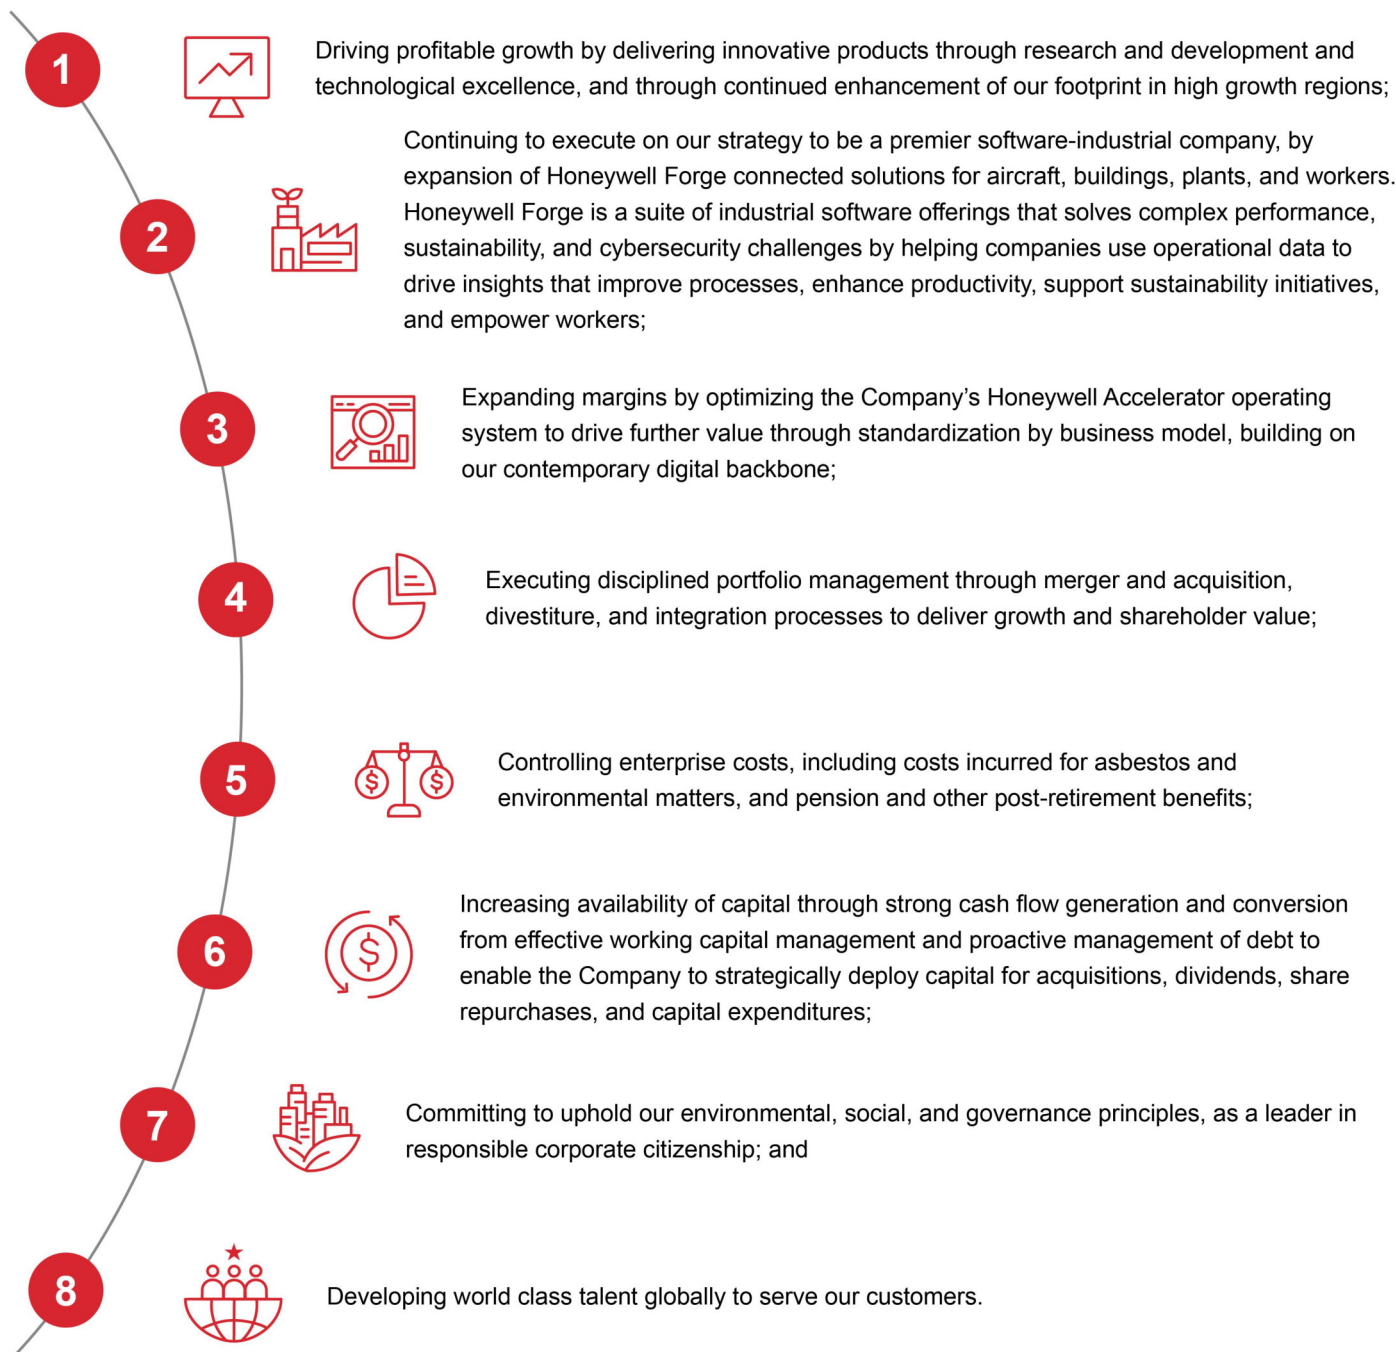 1
Driving profitable growth by delivering innovative products through research and development and
technological excellence, and through continued enhancement of our footprint in high growth regions;
2
Continuing to execute on our strategy to be a premier software-industrial company, by
expansion of Honeywell Forge connected solutions for aircraft, buildings, plants, and workers.
Honeywell Forge is a suite of industrial software offerings that solves complex performance,
sustainability, and cybersecurity challenges by helping companies use operational data to
drive insights that improve processes, enhance productivity, support sustainability initiatives,
and empower workers;
3
Expanding margins by optimizing the Company’s Honeywell Accelerator operating
system to drive further value through standardization by business model, building on
our contemporary digital backbone;
4
Executing disciplined portfolio management through merger and acquisition,
divestiture, and integration processes to deliver growth and shareholder value;
5
$ $
Controlling enterprise costs, including costs incurred for asbestos and
environmental matters, and pension and other post-retirement benefits;
6
$
Increasing availability of capital through strong cash flow generation and conversion
from effective working capital management and proactive management of debt to
enable the Company to strategically deploy capital for acquisitions, dividends, share
repurchases, and capital expenditures;
7
Committing to uphold our environmental, social, and governance principles, as a leader in
responsible corporate citizenship; and
8
Developing world class talent globally to serve our customers.